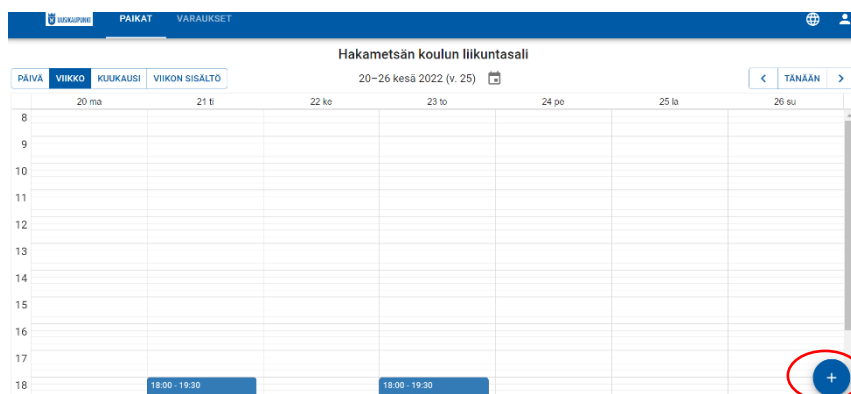 UUSIKAUPUNKI PAIKAT VARAUKSET
Hakametsän koulun liikuntasali
PÄIVÄ VIIKKO KUUKAUSI VIIKON SISÄLTÖ 20–26 kesä 2022 (v. 25) < TÄNÄÄN >
20 ma 21 ti 22 ke 23 to 24 pe 25 la 26 su
8
9
10
11
12
13
14
15
16
17
18 18:00 - 19:30 18:00 - 19:30 +